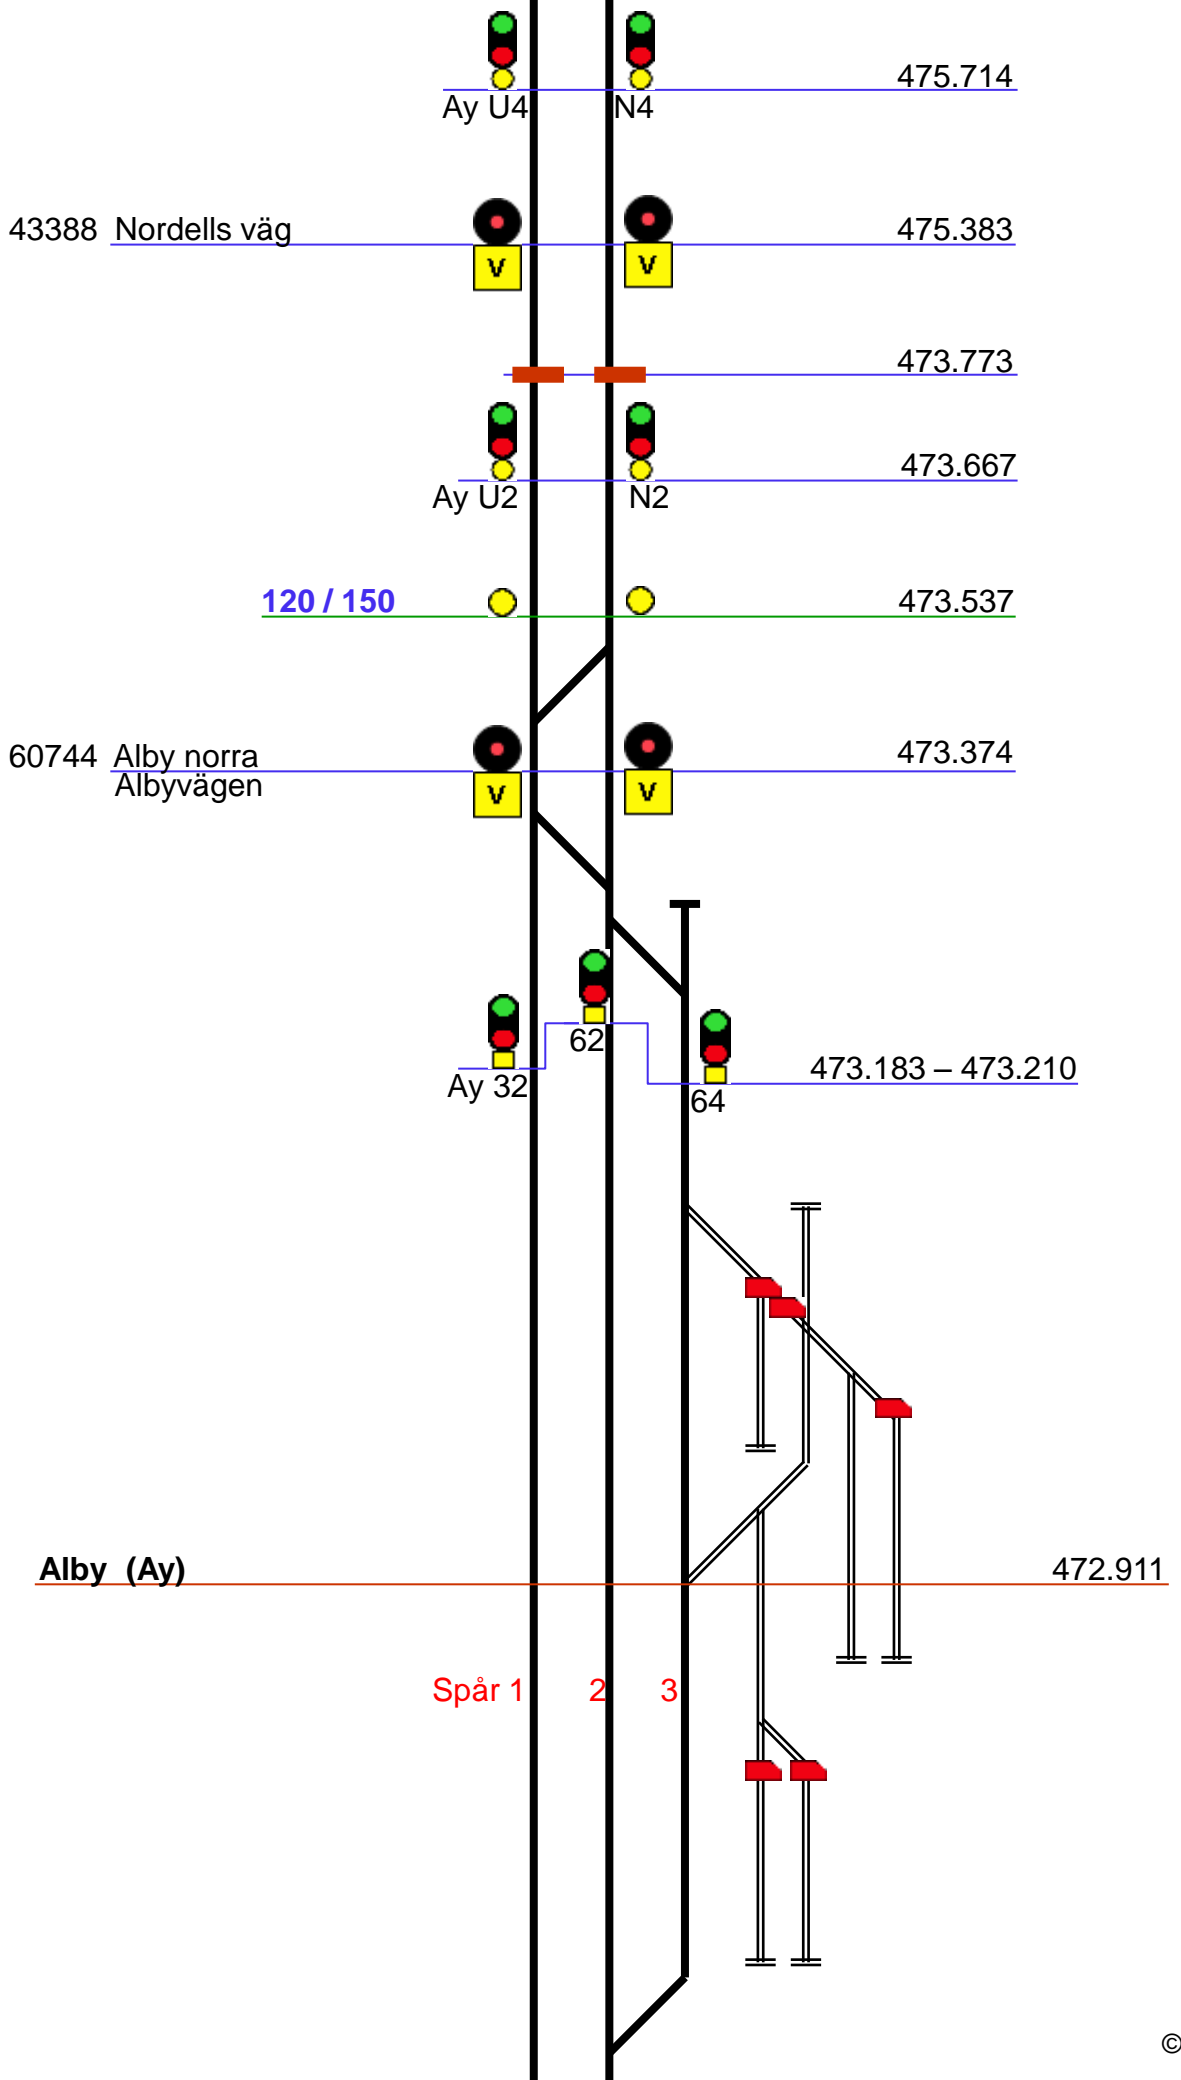 475.714
Ay U4 N4
43388 Nordells väg 475.383
V V
473.773
473.667
Ay U2 N2
120 / 150 473.537
60744 Alby norra 473.374
Albyvägen
V V
62
Ay 32 473.183 – 473.210
64
Alby (Ay) 472.911
Spår 1 2 3
©